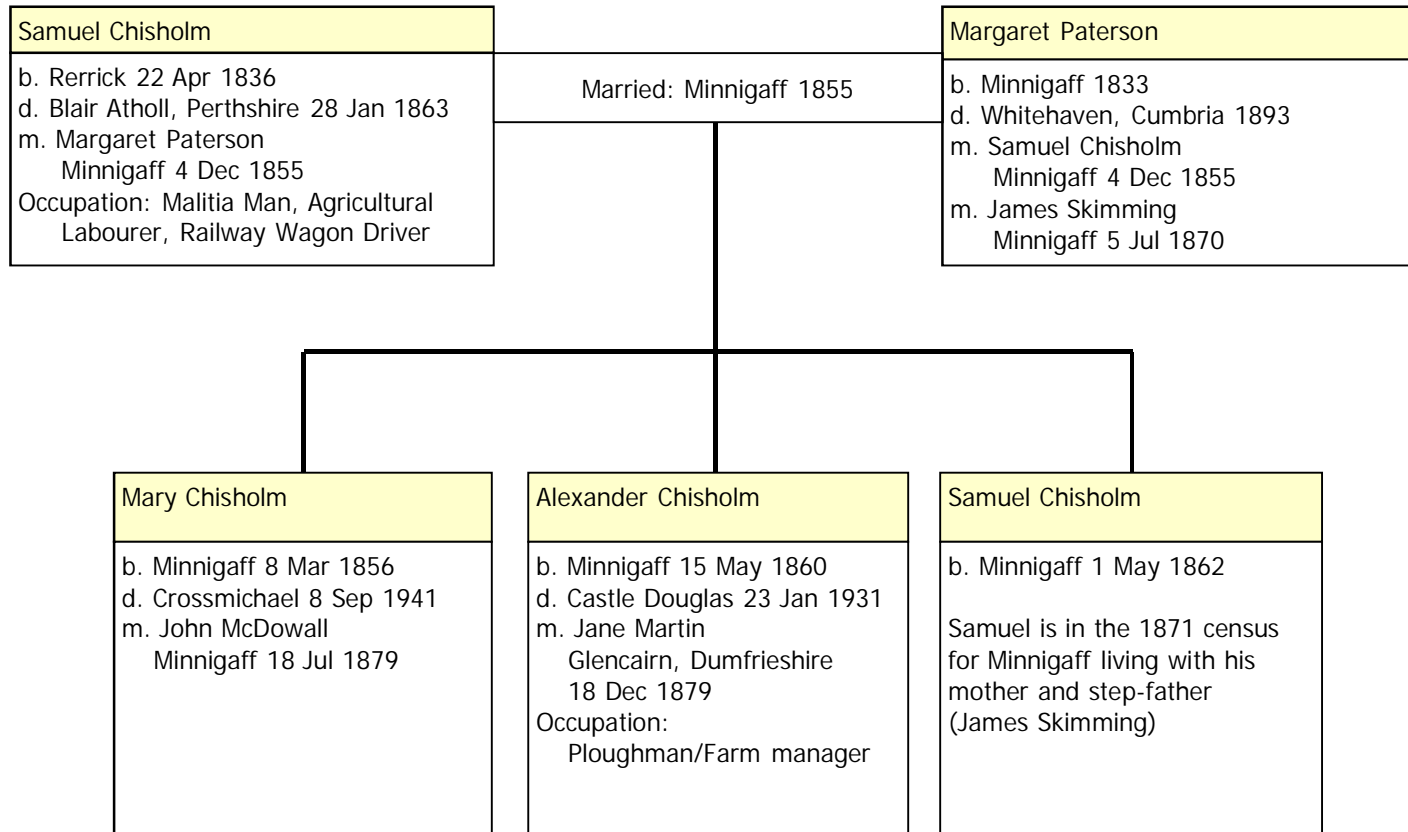 Samuel Chisholm
b. Rerrick 22 Apr 1836
d. Blair Atholl, Perthshire 28 Jan 1863
m. Margaret Paterson
Minnigaff 4 Dec 1855
Occupation: Malitia Man, Agricultural
Labourer, Railway Wagon Driver
Married: Minnigaff 1855
Margaret Paterson
b. Minnigaff 1833
d. Whitehaven, Cumbria 1893
m. Samuel Chisholm
Minnigaff 4 Dec 1855
m. James Skimming
Minnigaff 5 Jul 1870
Mary Chisholm
b. Minnigaff 8 Mar 1856
d. Crossmichael 8 Sep 1941
m. John McDowall
Minnigaff 18 Jul 1879
Alexander Chisholm
b. Minnigaff 15 May 1860
d. Castle Douglas 23 Jan 1931
m. Jane Martin
Glencairn, Dumfrieshire
18 Dec 1879
Occupation:
Ploughman/Farm manager
Samuel Chisholm
b. Minnigaff 1 May 1862
Samuel is in the 1871 census
for Minnigaff living with his
mother and step-father
(James Skimming)